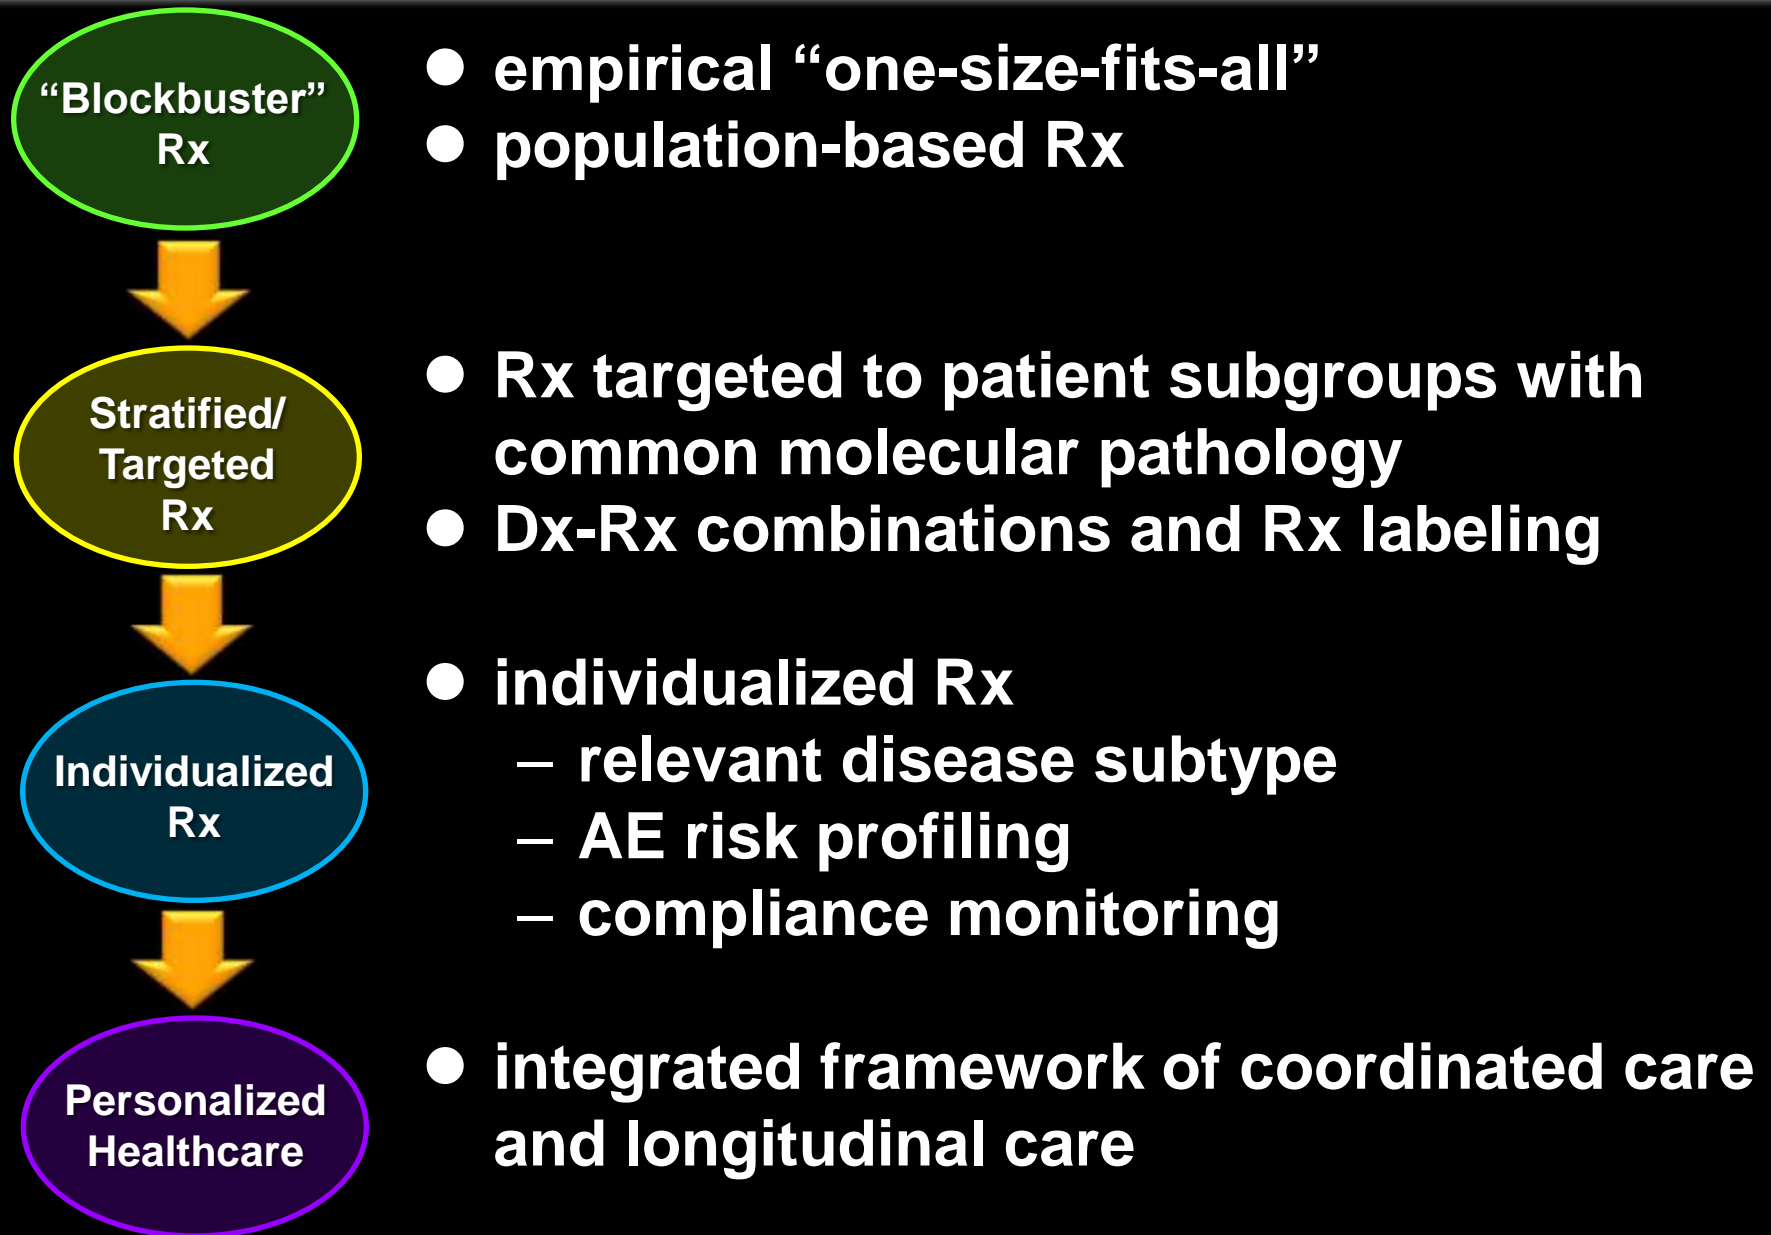 “Blockbuster”
Rx
● empirical “one-size-fits-all”
● population-based Rx
Stratified/
Targeted
Rx
● Rx targeted to patient subgroups with
common molecular pathology
● Dx-Rx combinations and Rx labeling
Individualized
Rx
● individualized Rx
– relevant disease subtype
– AE risk profiling
– compliance monitoring
Personalized
Healthcare
● integrated framework of coordinated care
and longitudinal care